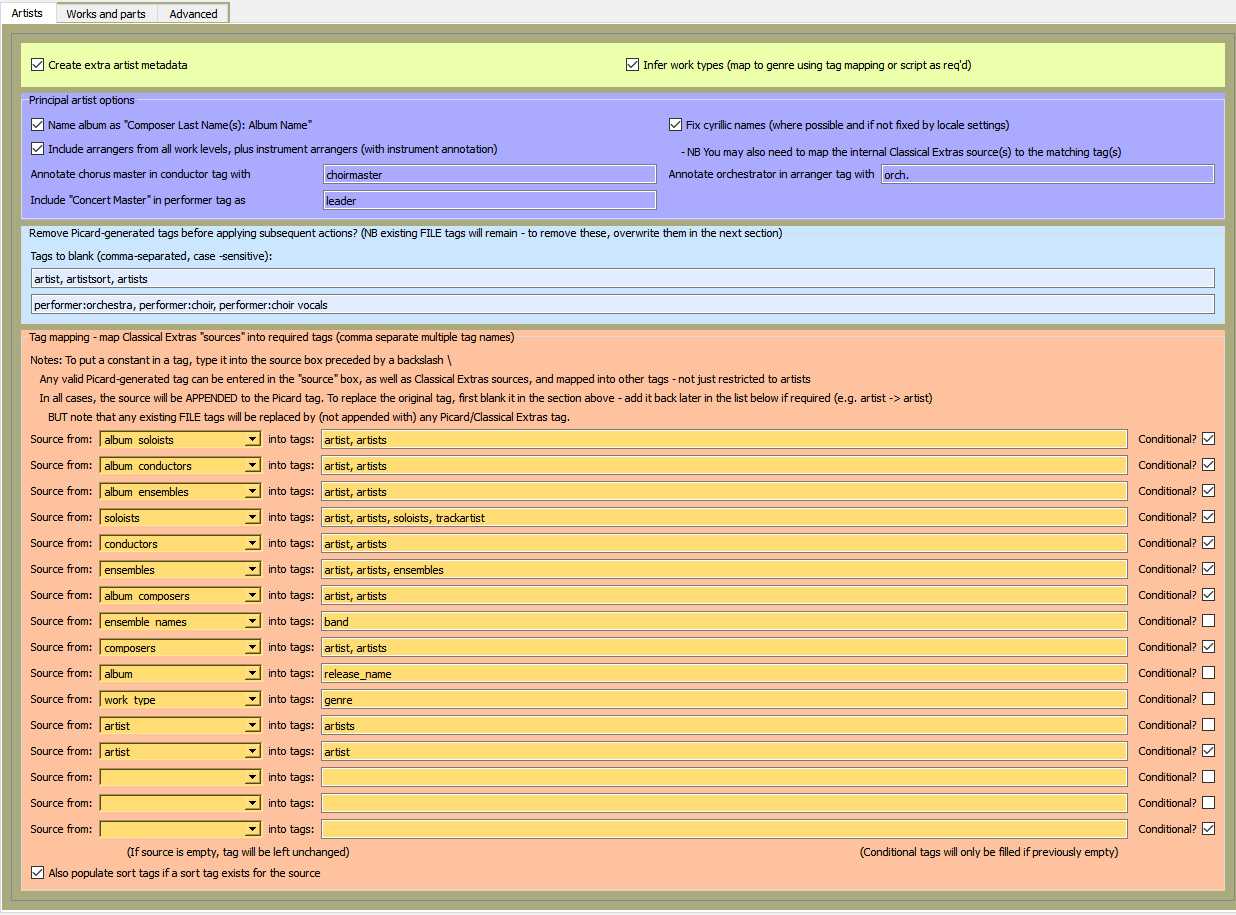 Artists Works and parts Advanced
Create extra artist metadata Infer work types (map to genre using tag mapping or script as req'd)
Principal artist options
Name album as "Composer Last Name(s): Album Name" Fix cyrillic names (where possible and if not fixed by locale settings)
Include arrangers from all work levels, plus instrument arrangers (with instrument annotation) - NB You may also need to map the internal Classical Extras source(s) to the matching tag(s)
Annotate chorus master in conductor tag with choirmaster Annotate orchestrator in arranger tag with orch.
Include "Concert Master" in performer tag as leader
Remove Picard-generated tags before applying subsequent actions? (NB existing FILE tags will remain - to remove these, overwrite them in the next section)
Tags to blank (comma-separated, case -sensitive):
artist, artistsort, artists
performer:orchestra, performer:choir, performer:choir vocals
Tag mapping - map Classical Extras "sources" into required tags (comma separate multiple tag names)
Notes: To put a constant in a tag, type it into the source box preceded by a backslash \
Any valid Picard-generated tag can be entered in the "source" box, as well as Classical Extras sources, and mapped into other tags - not just restricted to artists
In all cases, the source will be APPENDED to the Picard tag. To replace the original tag, first blank it in the section above - add it back later in the list below if required (e.g. artist -> artist)
BUT note that any existing FILE tags will be replaced by (not appended with) any Picard/Classical Extras tag.
Source from: album_soloists into tags: artist, artists Conditional?
Source from: album_conductors into tags: artist, artists Conditional?
Source from: album_ensembles into tags: artist, artists Conditional?
Source from: soloists into tags: artist, artists, soloists, trackartist Conditional?
Source from: conductors into tags: artist, artists Conditional?
Source from: ensembles into tags: artist, artists, ensembles Conditional?
Source from: album_composers into tags: artist, artists Conditional?
Source from: ensemble_names into tags: band Conditional?
Source from: composers into tags: artist, artists Conditional?
Source from: album into tags: release_name Conditional?
Source from: work_type into tags: genre Conditional?
Source from: artist into tags: artists Conditional?
Source from: artist into tags: artist Conditional?
Source from: into tags: Conditional?
Source from: into tags: Conditional?
Source from: into tags: Conditional?
(If source is empty, tag will be left unchanged) (Conditional tags will only be filled if previously empty)
Also populate sort tags if a sort tag exists for the source